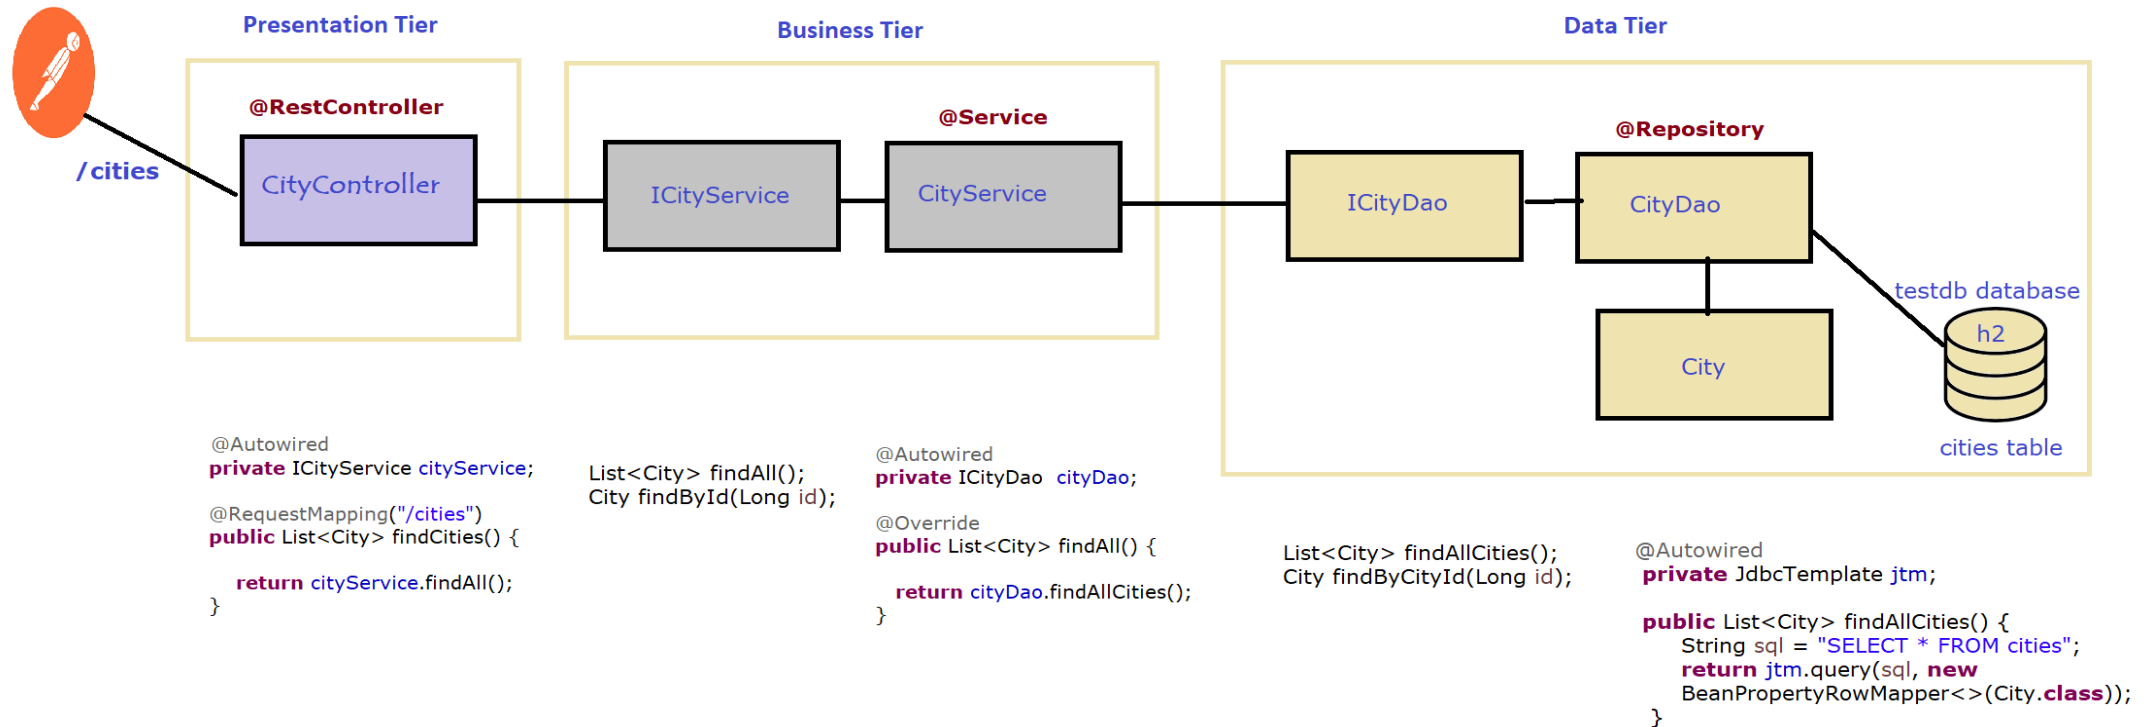 Presentation Tier
Business Tier
Data Tier
@RestController
@Service
@Repository
/cities
CityController
ICityService
CityService
ICityDao
CityDao
testdb database
h2
City
cities table
@Autowired
private ICityService cityService;
@RequestMapping("/cities")
public List<City> findCities() {
return cityService.findAll();
}
List<City> findAll();
City findById(Long id);
@Autowired
private ICityDao cityDao;
@Override
public List<City> findAll() {
return cityDao.findAllCities();
}
List<City> findAllCities();
City findByCityId(Long id);
@Autowired
private JdbcTemplate jtm;
public List<City> findAllCities() {
String sql = "SELECT * FROM cities";
return jtm.query(sql, new
BeanPropertyRowMapper<>(City.class));
}